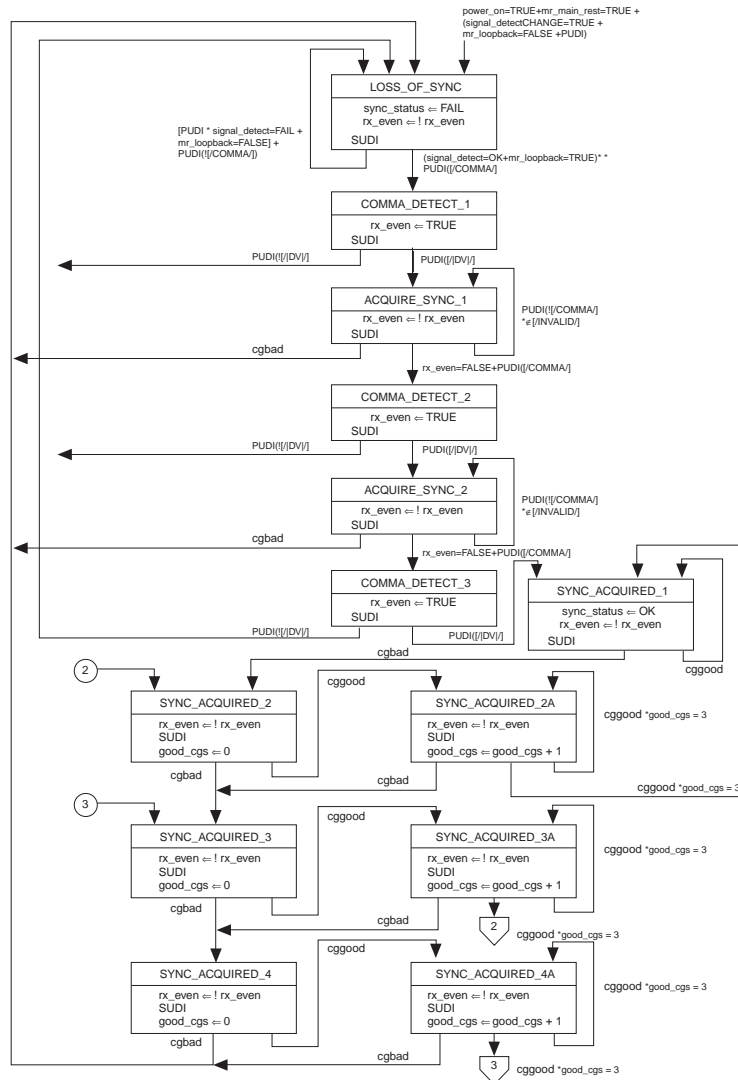 power_on=TRUE+mr_main_rest=TRUE +
(signal_detectCHANGE=TRUE +
mr_loopback=FALSE +PUDI)
LOSS_OF_SYNC
sync_status ⇐ FAIL
rx_even ⇐ ! rx_even
SUDI
[PUDI * signal_detect=FAIL +
mr_loopback=FALSE] +
PUDI(![/COMMA/])
(signal_detect=OK+mr_loopback=TRUE)* *
PUDI([/COMMA/]
COMMA_DETECT_1
rx_even ⇐ TRUE
SUDI
PUDI(![/|DV|/]
PUDI([/|DV|/]
ACQUIRE_SYNC_1
rx_even ⇐ ! rx_even
SUDI
PUDI(![/COMMA/]
*∉[/INVALID/]
cgbad
rx_even=FALSE+PUDI([/COMMA/]
COMMA_DETECT_2
rx_even ⇐ TRUE
SUDI
PUDI(![/|DV|/]
PUDI([/|DV|/]
ACQUIRE_SYNC_2
rx_even ⇐ ! rx_even
SUDI
PUDI(![/COMMA/]
*∉[/INVALID/]
cgbad
rx_even=FALSE+PUDI([/COMMA/]
COMMA_DETECT_3
rx_even ⇐ TRUE
SUDI
PUDI(![/|DV|/]
PUDI([/|DV|/]
SYNC_ACQUIRED_1
sync_status ⇐ OK
rx_even ⇐ ! rx_even
SUDI
cgbad
cggood
2
SYNC_ACQUIRED_2
rx_even ⇐ ! rx_even
SUDI
good_cgs ⇐ 0
cggood
SYNC_ACQUIRED_2A
rx_even ⇐ ! rx_even
SUDI
good_cgs ⇐ good_cgs + 1
cggood *good_cgs = 3
cgbad
cgbad
cggood *good_cgs = 3
3
SYNC_ACQUIRED_3
rx_even ⇐ ! rx_even
SUDI
good_cgs ⇐ 0
cggood
SYNC_ACQUIRED_3A
rx_even ⇐ ! rx_even
SUDI
good_cgs ⇐ good_cgs + 1
cggood *good_cgs = 3
cgbad
cgbad
2
cggood *good_cgs = 3
SYNC_ACQUIRED_4
rx_even ⇐ ! rx_even
SUDI
good_cgs ⇐ 0
cggood
SYNC_ACQUIRED_4A
rx_even ⇐ ! rx_even
SUDI
good_cgs ⇐ good_cgs + 1
cggood *good_cgs = 3
cgbad
cgbad
3
cggood *good_cgs = 3